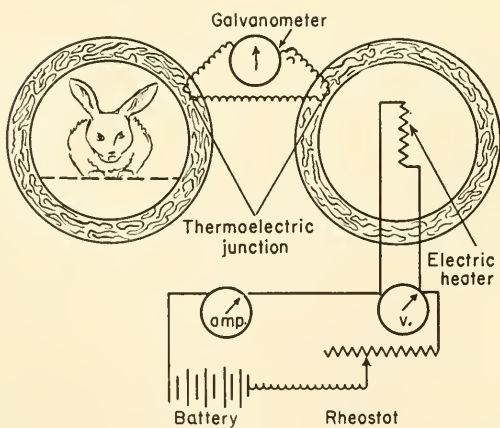 Galvanometer
Thermoelectric
junction
Electric
heater
amp.
v.
Battery
Rheostat